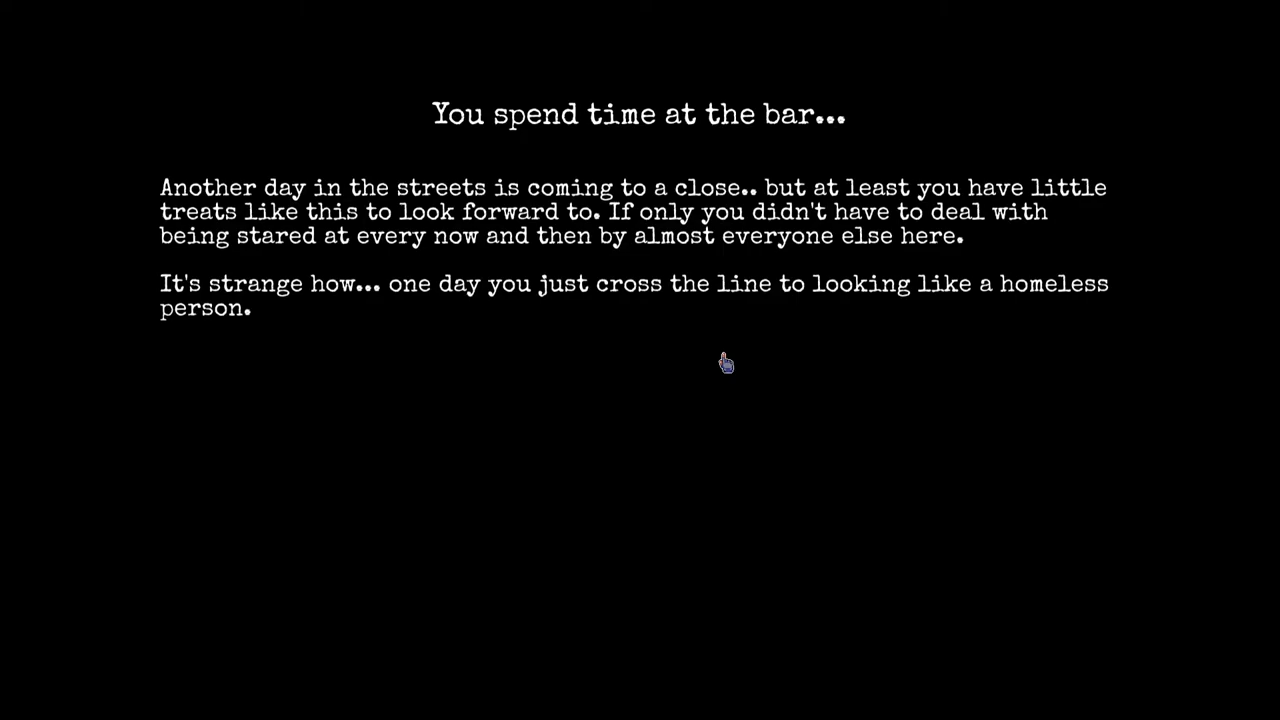 You spend time at the bar...
Another day in the streets is coming to a close.. but at least you have little
treats like this to look forward to. If only you didn't have to deal with
being stared at every now and then by almost everyone else here.
It's strange how... one day you just cross the line to looking like a homeless
person.